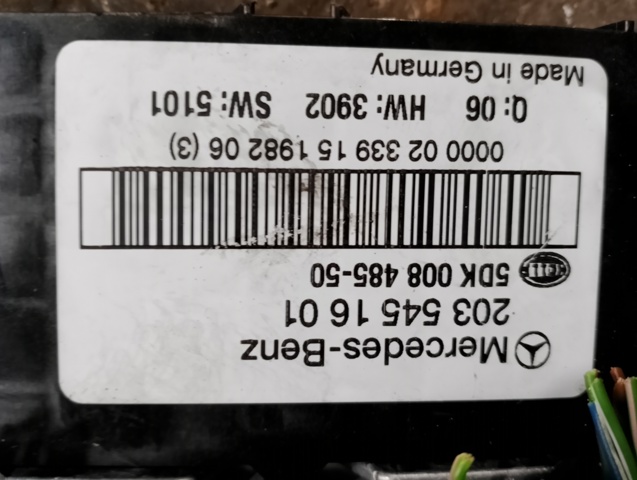 Mercedes-Benz
203 545 16 01
HELLA 5DK 008 485-50
0000 02 339 15 1982 06 (3)
Q: 06 HW: 3902 SW: 5101
Made in Germany